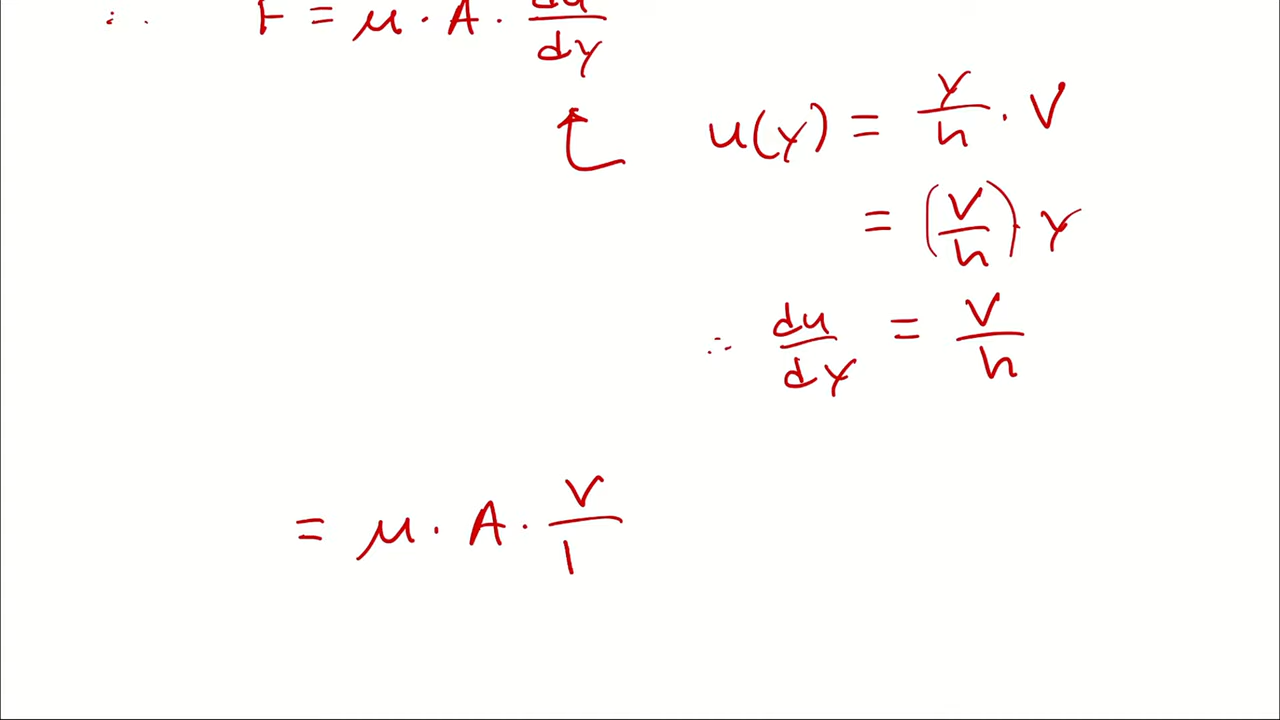 ∴ F = μ · A · du/dy
u(y) = y/h · V
= (V/h) y
∴ du/dy = V/h
= μ · A · V/